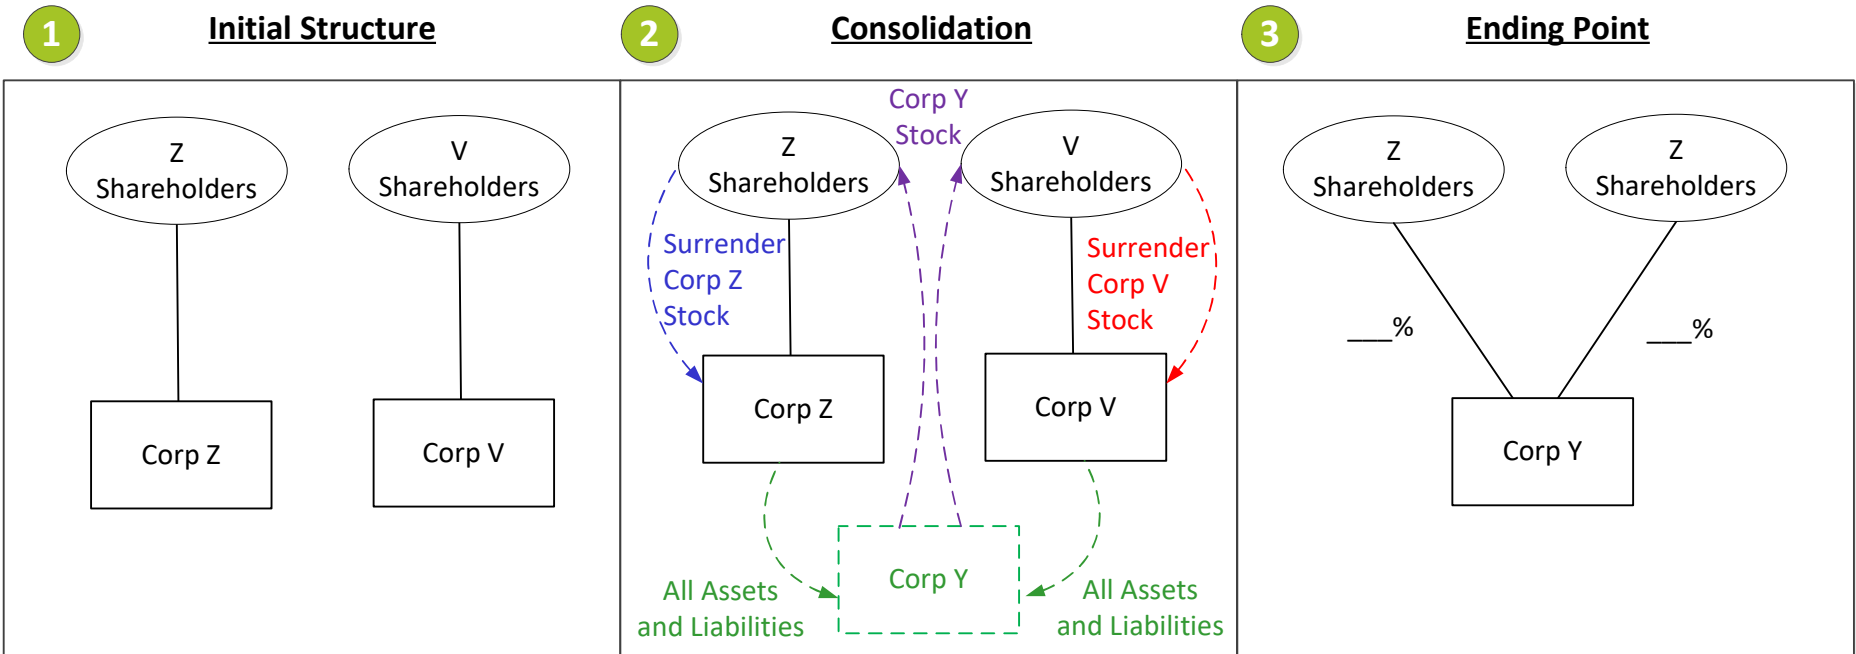 1
Initial Structure
2
Consolidation
3
Ending Point
Z
Shareholders
V
Shareholders
Corp Z
Corp V
Corp Y
Stock
Z
Shareholders
V
Shareholders
Surrender
Corp Z
Stock
Surrender
Corp V
Stock
Corp Z
Corp V
Corp Y
All Assets
and Liabilities
All Assets
and Liabilities
Z
Shareholders
Z
Shareholders
___%
___%
Corp Y